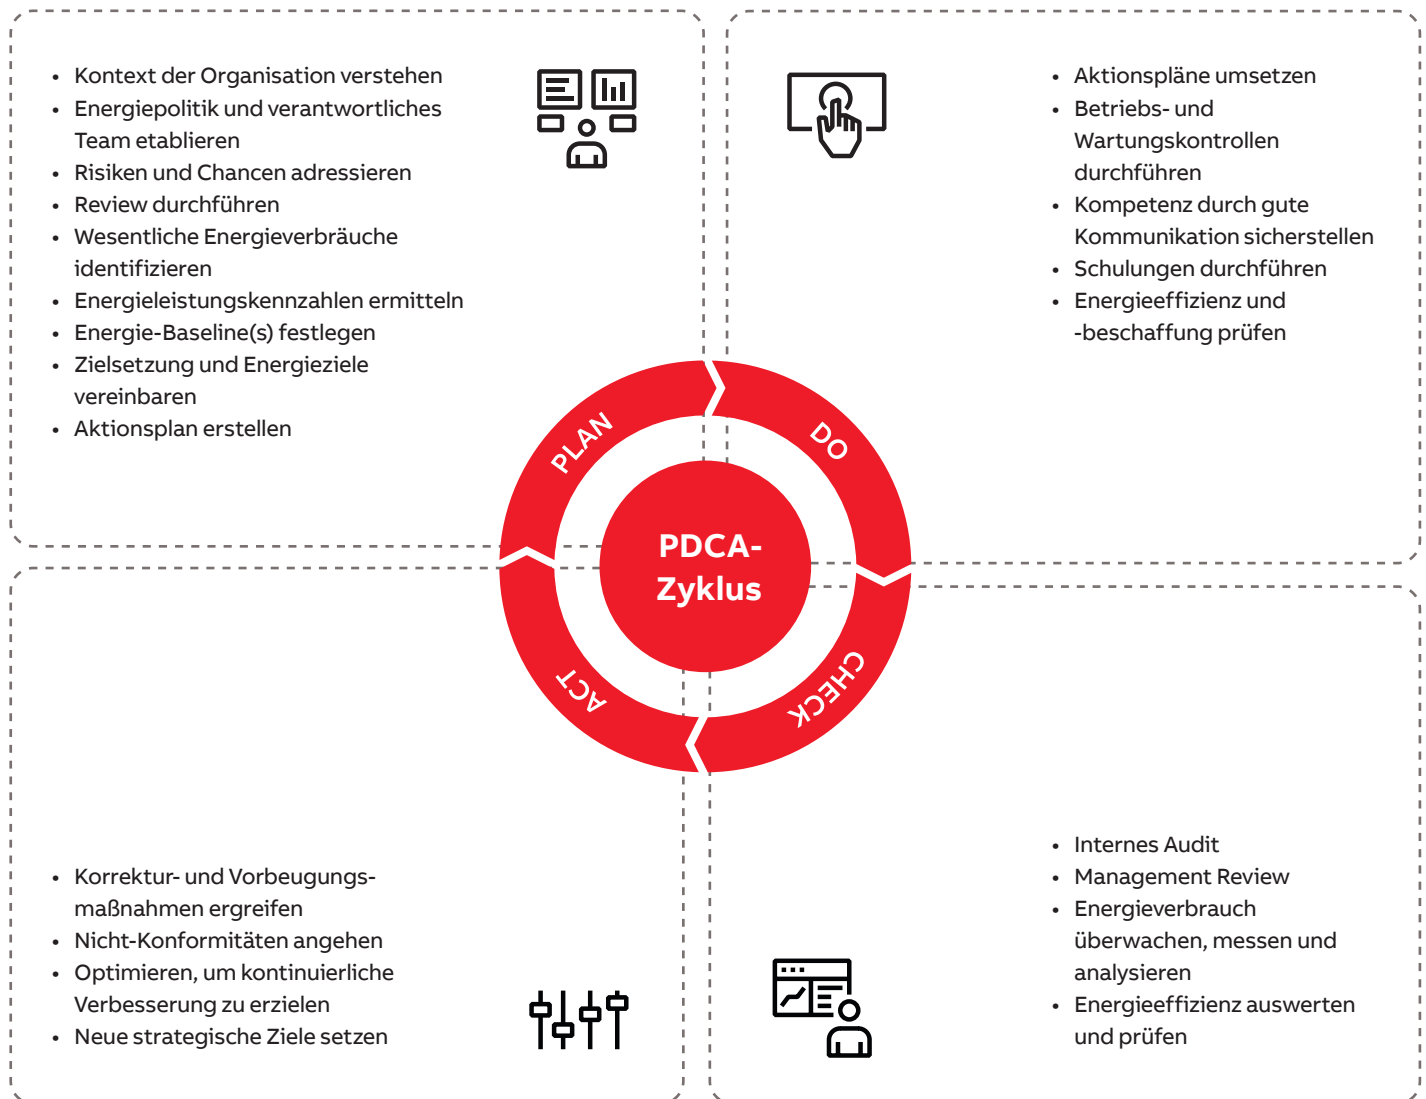 • Kontext der Organisation verstehen
• Energiepolitik und verantwortliches
Team etablieren
• Risiken und Chancen adressieren
• Review durchführen
• Wesentliche Energieverbräuche
identifizieren
• Energieleistungskennzahlen ermitteln
• Energie-Baseline(s) festlegen
• Zielsetzung und Energieziele
vereinbaren
• Aktionsplan erstellen
• Aktionspläne umsetzen
• Betriebs- und
Wartungskontrollen
durchführen
• Kompetenz durch gute
Kommunikation sicherstellen
• Schulungen durchführen
• Energieeffizienz und
-beschaffung prüfen
PLAN
DO
PDCA-
Zyklus
ACT
CHECK
• Korrektur- und Vorbeugungs-
maßnahmen ergreifen
• Nicht-Konformitäten angehen
• Optimieren, um kontinuierliche
Verbesserung zu erzielen
• Neue strategische Ziele setzen
• Internes Audit
• Management Review
• Energieverbrauch
überwachen, messen und
analysieren
• Energieeffizienz auswerten
und prüfen